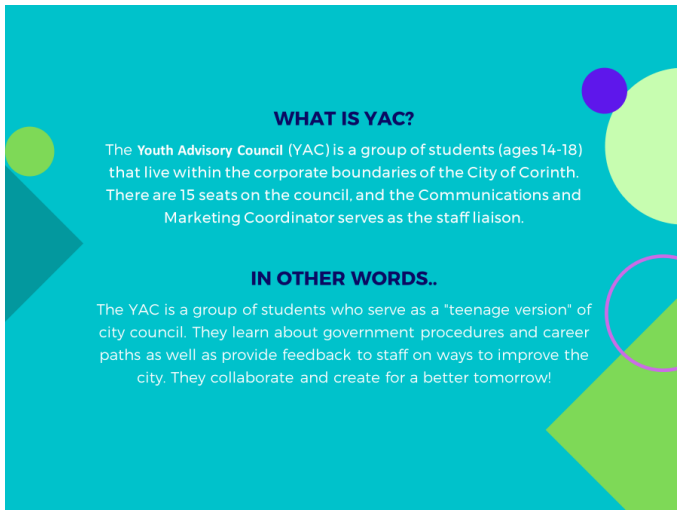 WHAT IS YAC?
The Youth Advisory Council (YAC) is a group of students (ages 14-18)
that live within the corporate boundaries of the City of Corinth.
There are 15 seats on the council, and the Communications and
Marketing Coordinator serves as the staff liaison.
IN OTHER WORDS..
The YAC is a group of students who serve as a "teenage version" of
city council. They learn about government procedures and career
paths as well as provide feedback to staff on ways to improve the
city. They collaborate and create for a better tomorrow!